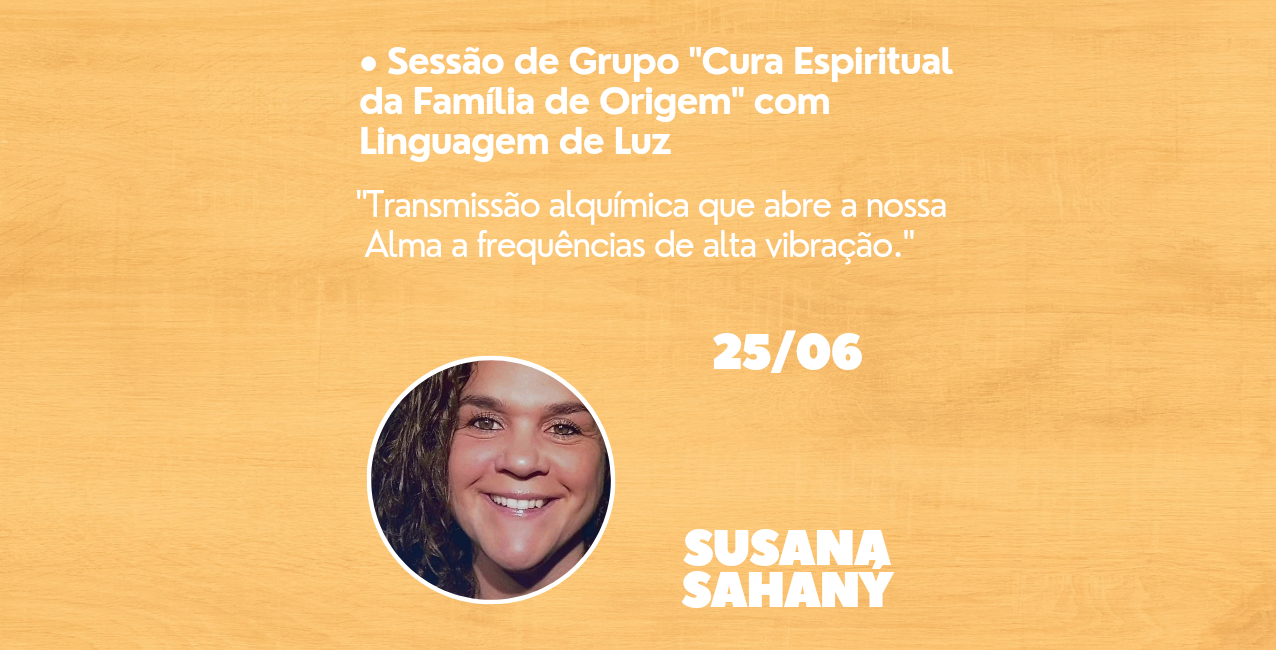 • Sessão de Grupo "Cura Espiritual
da Família de Origem" com
Linguagem de Luz
"Transmissão alquímica que abre a nossa
Alma a frequências de alta vibração."
25/06
SUSANA
SAHANÝ